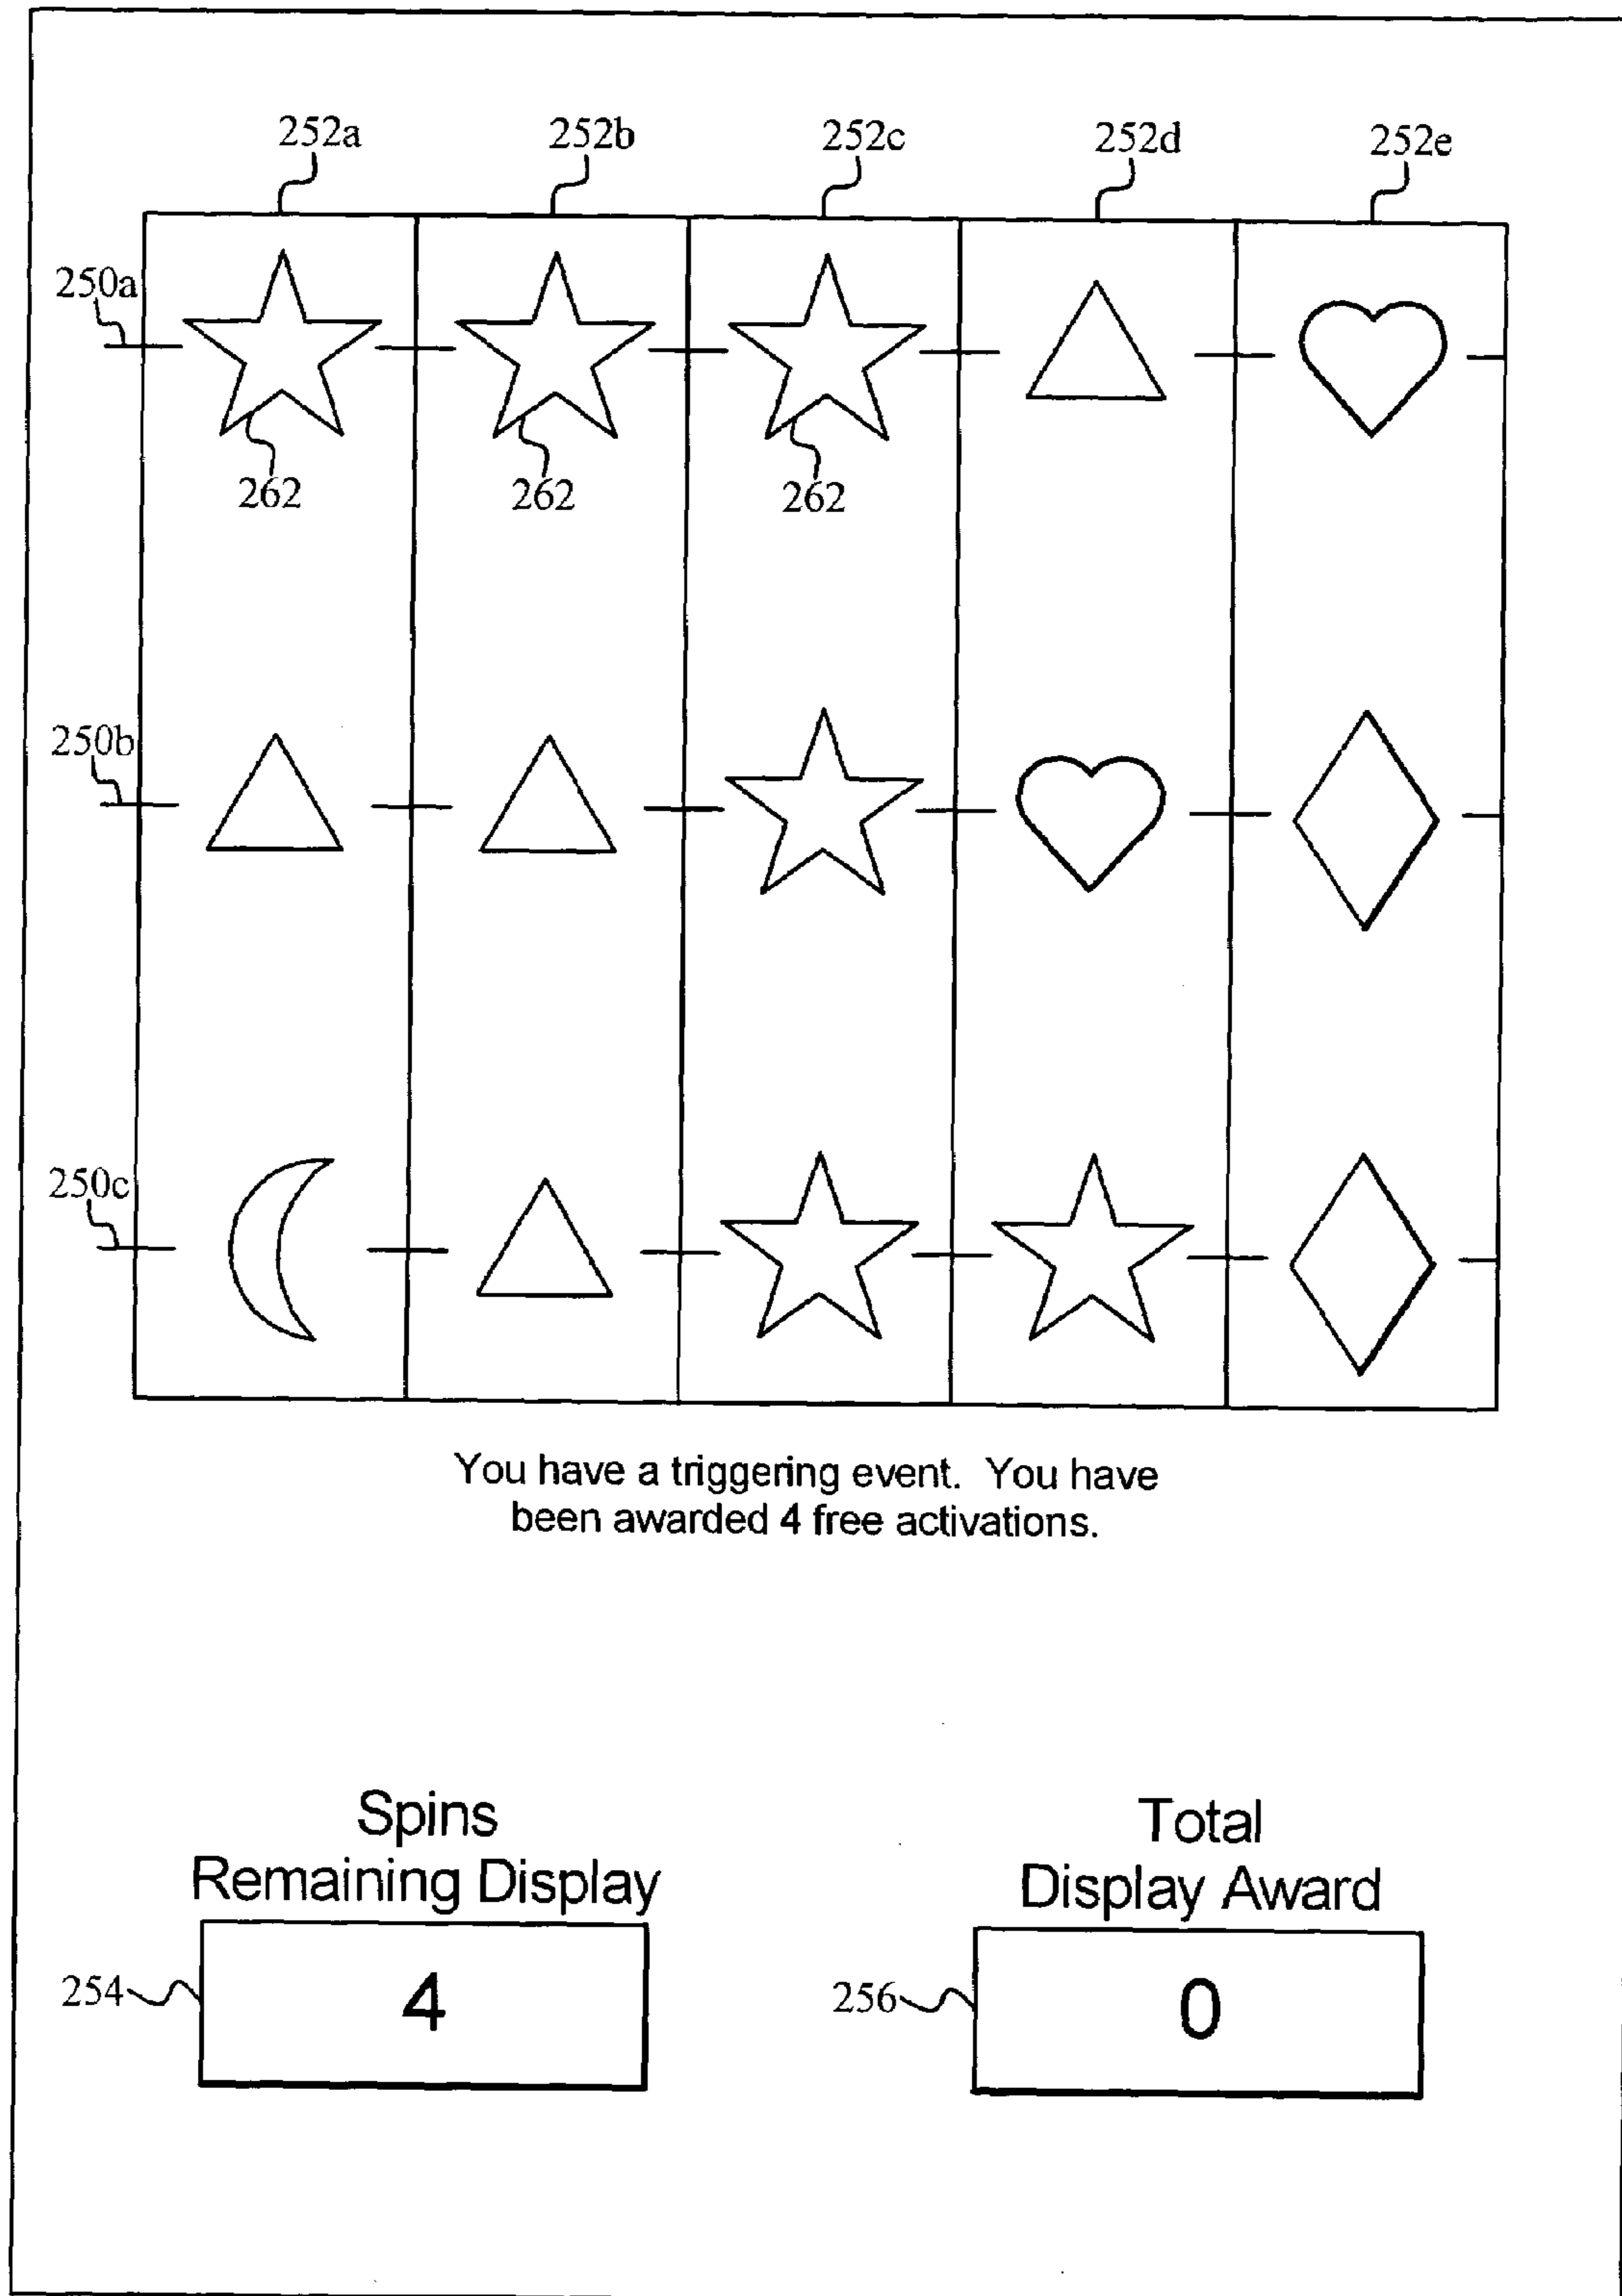 252a 252b 252c 252d 252e
250a
262 262 262
250b
250c
You have a triggering event. You have
been awarded 4 free activations.
Spins
Remaining Display
Total
Display Award
254 4
256 0